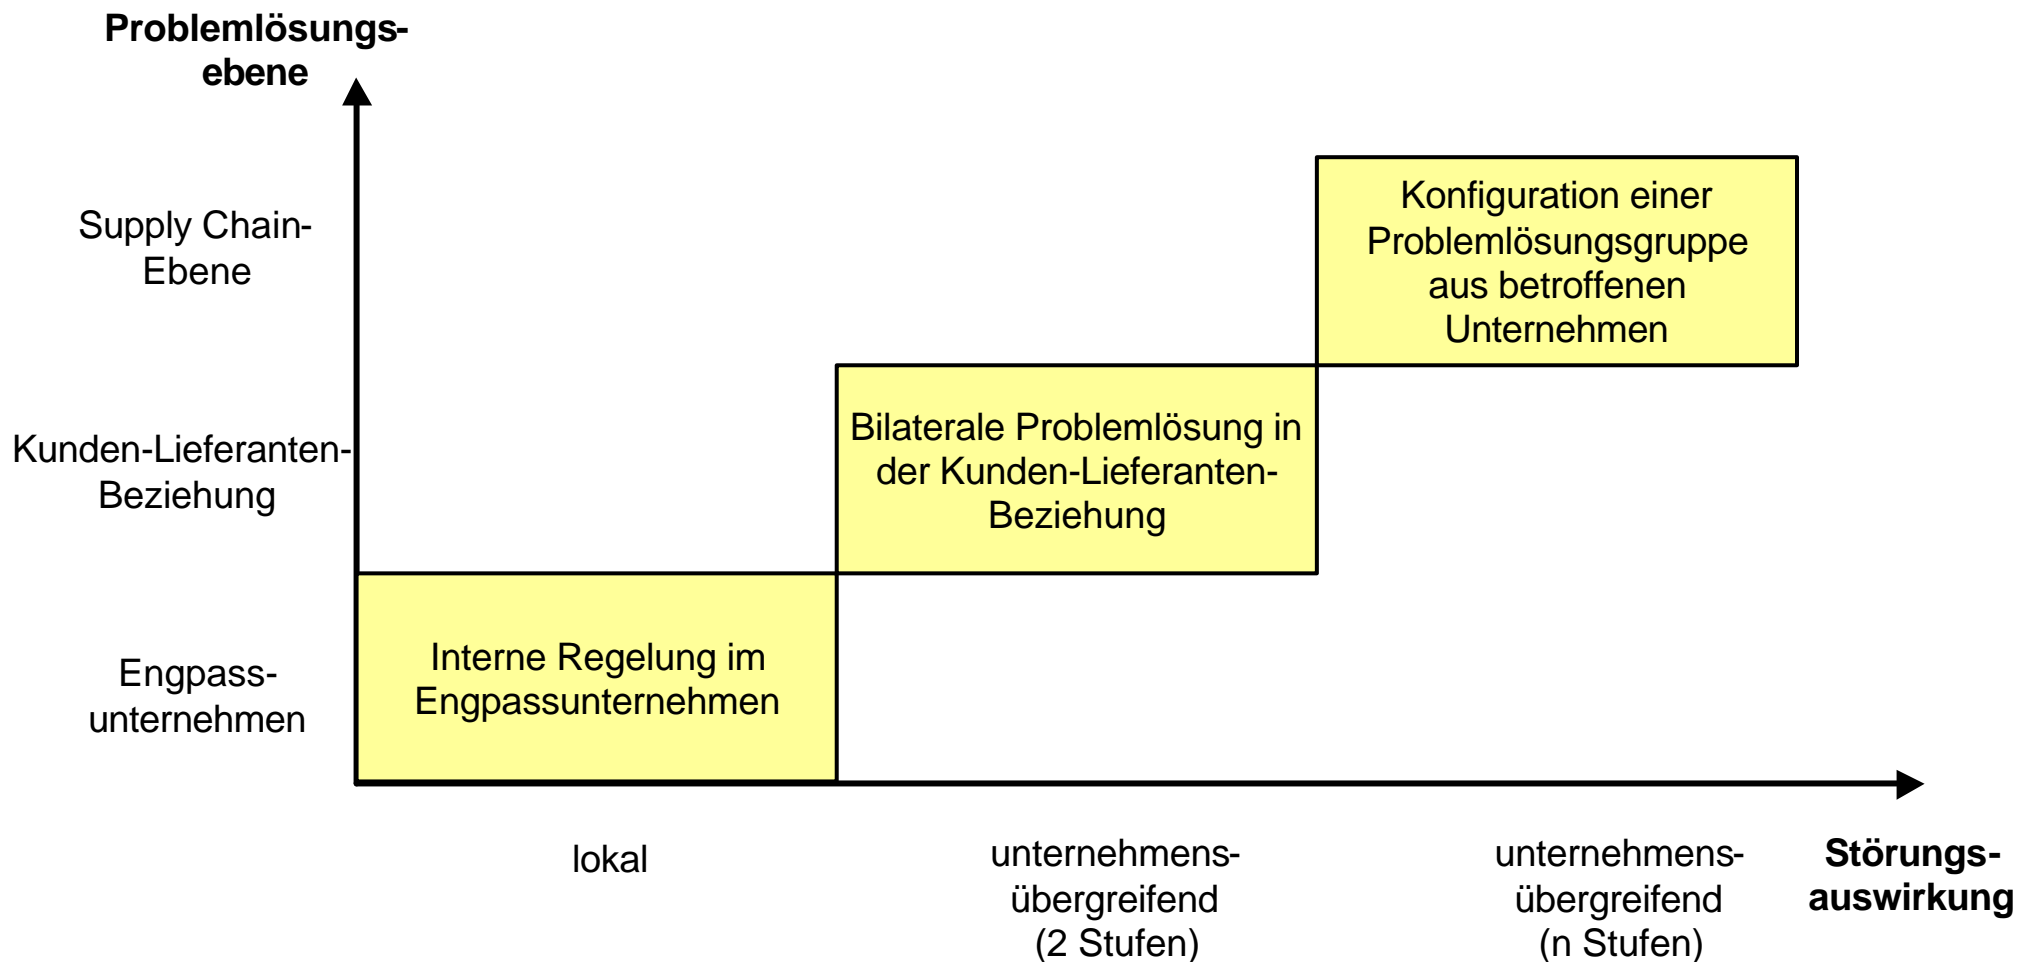 Problemlösungs-
ebene
Supply Chain-
Ebene
Konfiguration einer
Problemlösungsgruppe
aus betroffenen
Unternehmen
Kunden-Lieferanten-
Beziehung
Bilaterale Problemlösung in
der Kunden-Lieferanten-
Beziehung
Engpass-
unternehmen
Interne Regelung im
Engpassunternehmen
lokal
unternehmens-
übergreifend
(2 Stufen)
unternehmens-
übergreifend
(n Stufen)
Störungs-
auswirkung